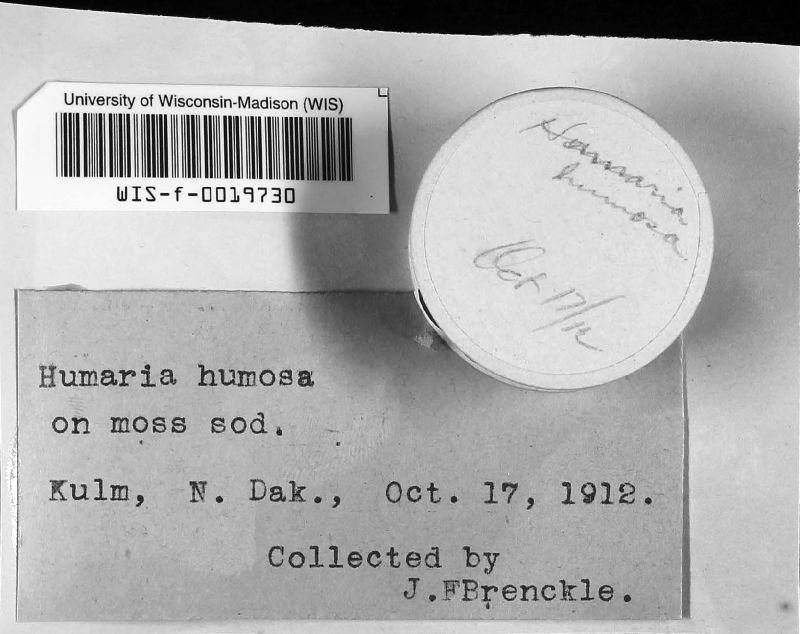 University of Wisconsin-Madison (WIS)
WIS-f-0019730
Humaria
humosa
Oct 17/12
Humaria humosa
on moss sod.
Kulm, N. Dak., Oct. 17, 1912.
Collected by
J.FBrenckle.